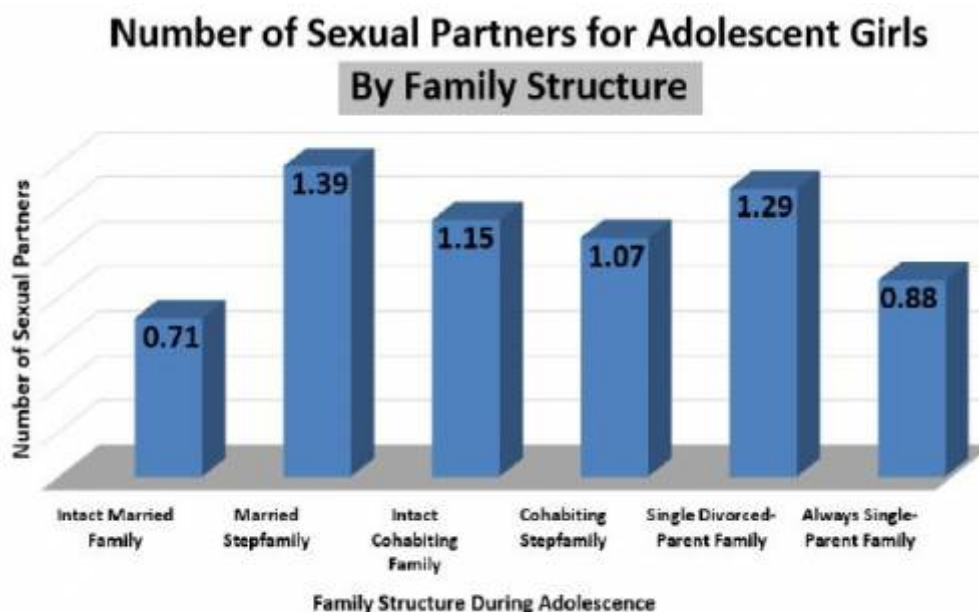 Number of Sexual Partners for Adolescent Girls
By Family Structure
Number of Sexual Partners
0.71
1.39
1.15
1.07
1.29
0.88
Intact Married
Family
Married
Stepfamily
Intact
Cohabiting
Family
Cohabiting
Stepfamily
Single Divorced-
Parent Family
Always Single-
Parent Family
Family Structure During Adolescence